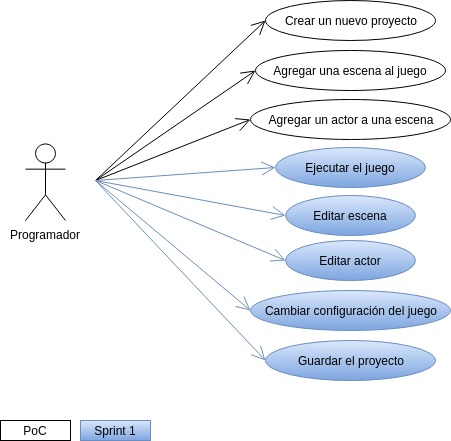 Crear un nuevo proyecto
Agregar una escena al juego
Agregar un actor a una escena
Ejecutar el juego
Programador
Editar escena
Editar actor
Cambiar configuración del juego
Guardar el proyecto
PoC
Sprint 1